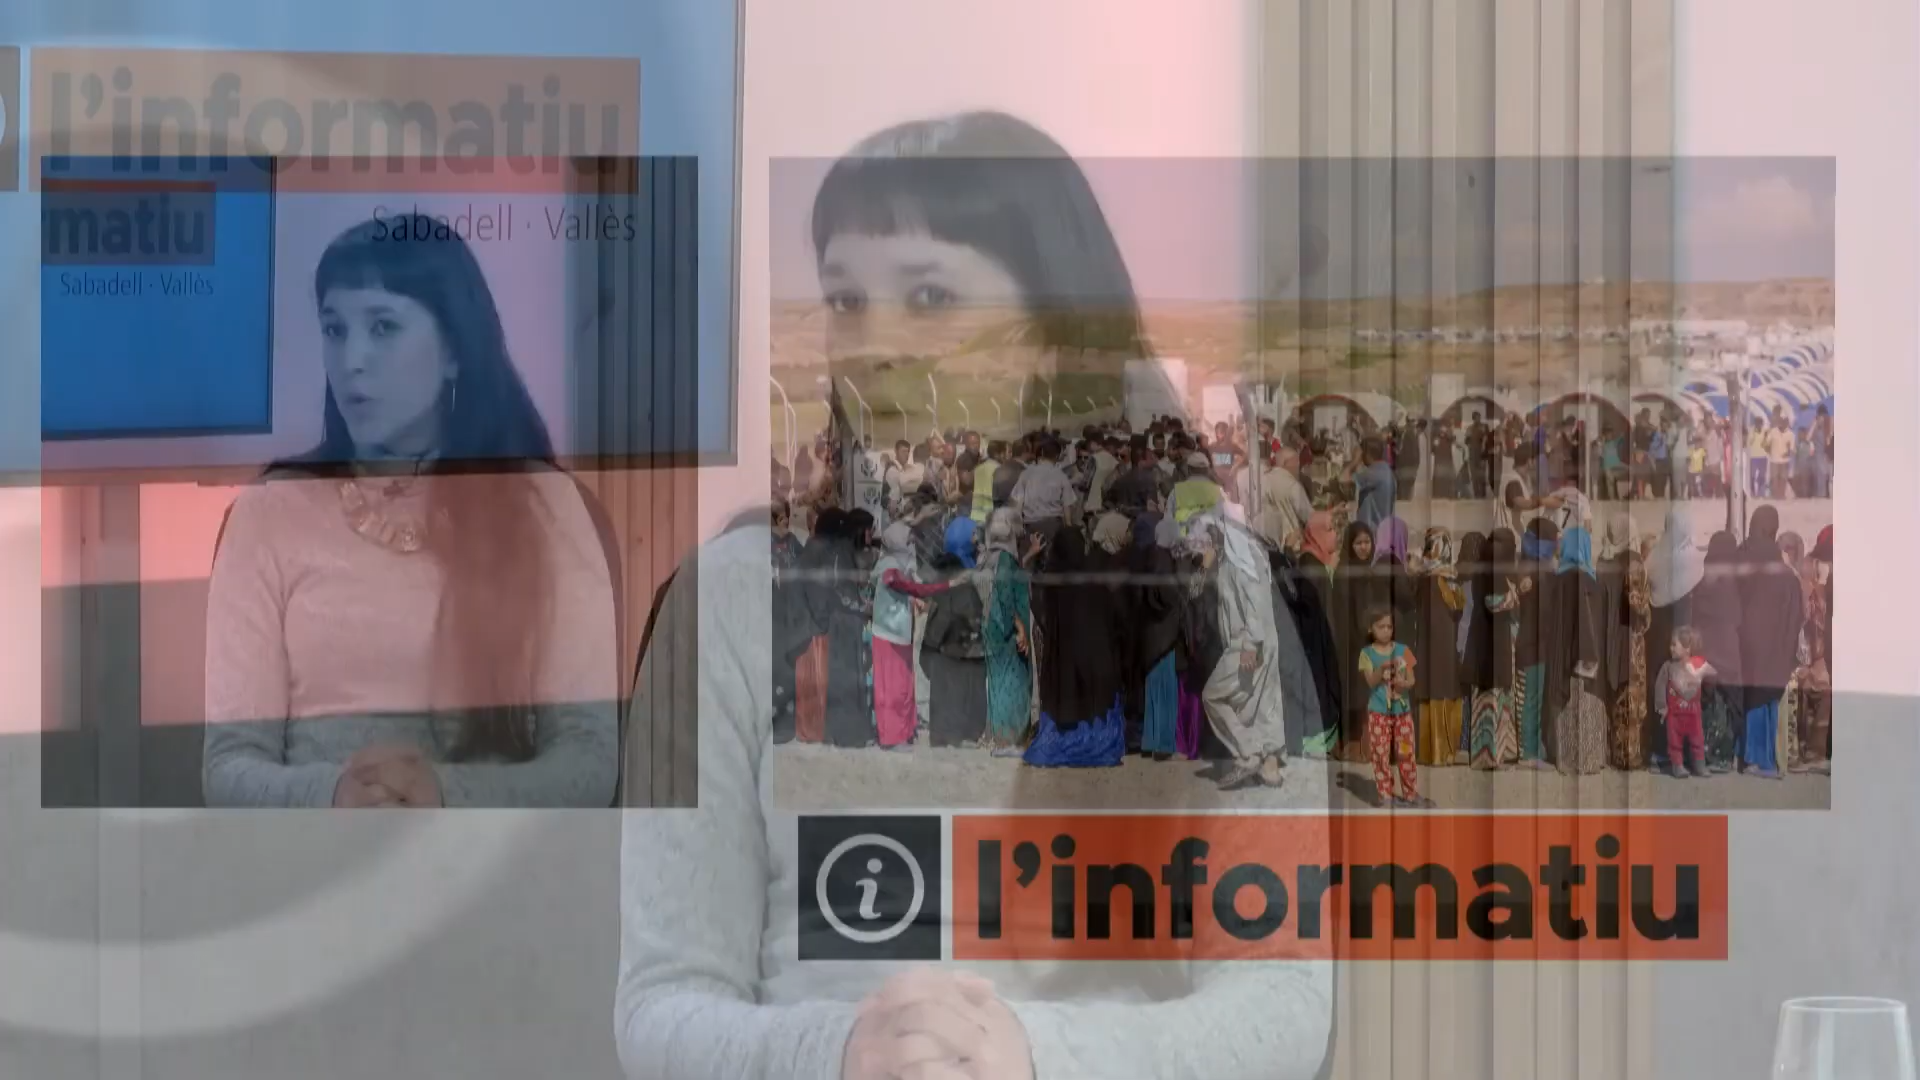 l'informatiu
Sabadell · Vallès
matiu
Sabadell · Vallès
i l'informatiu